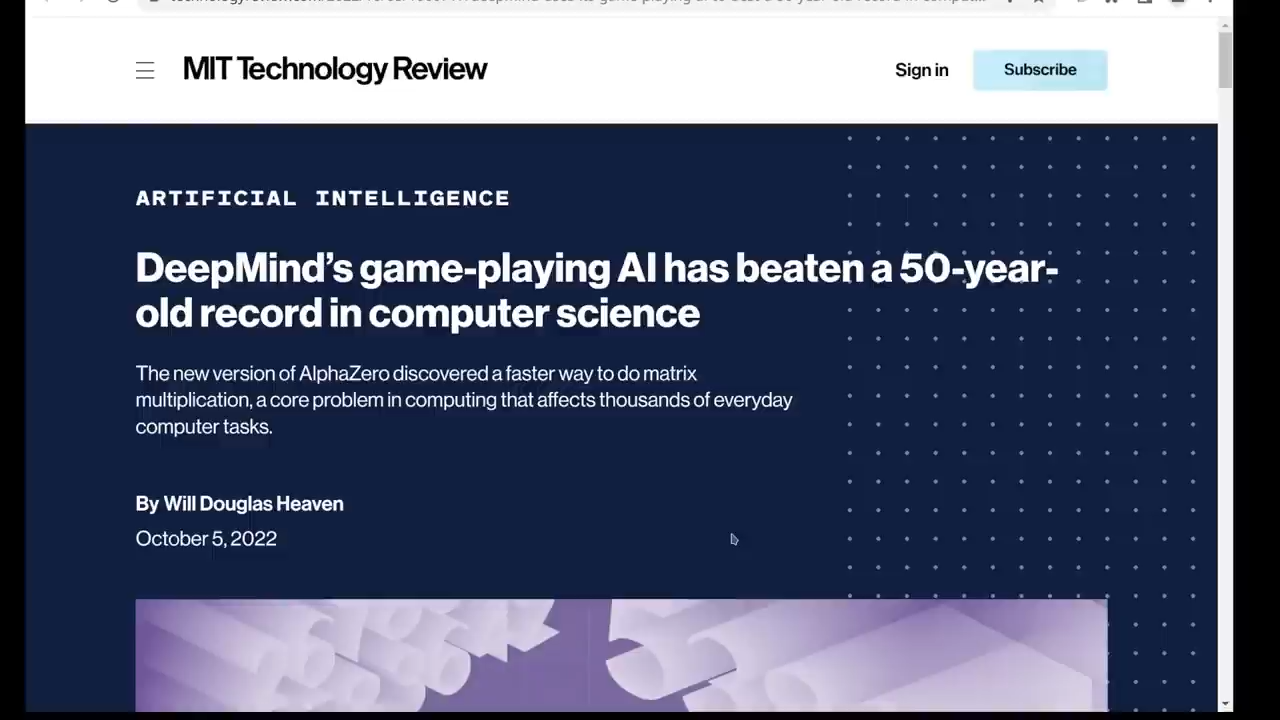 MIT Technology Review
Sign in
Subscribe
ARTIFICIAL INTELLIGENCE
DeepMind’s game-playing AI has beaten a 50-year-
old record in computer science
The new version of AlphaZero discovered a faster way to do matrix
multiplication, a core problem in computing that affects thousands of everyday
computer tasks.
By Will Douglas Heaven
October 5, 2022